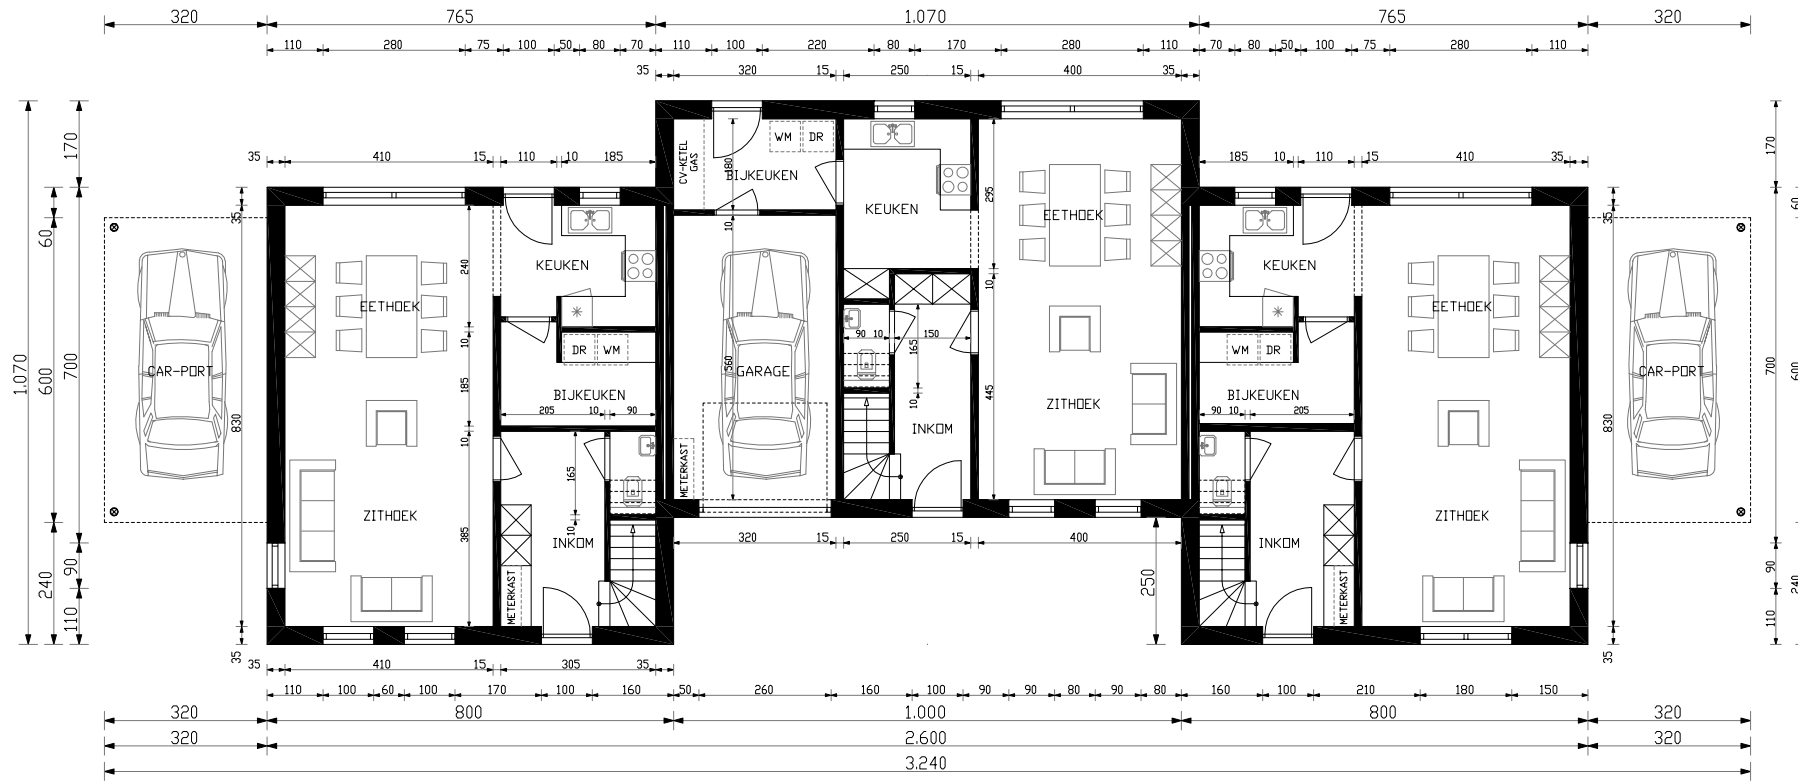 320 765 1.070 765 320
110 280 75 100 50 80 70 110 100 220 80 170 280 110 70 80 50 100 75 280 110
35 320 15 250 15 400 35
35 410 15 110 10 185
185 10 110 15 410 35
1.070
170
60
600
700
240
90
110
35
830
35
CAR-PORT
EETHOEK
ZITHOEK
240
10
185
10
385
KEUKEN
DR WM
BIJKEUKEN
205 10 90
165
10
INKOM
METERKAST
CV-KETEL
GAS
180
WM DR
BIJKEUKEN
10
560
GARAGE
METERKAST
KEUKEN
90 10 150
165
10
INKOM
295
10
445
EETHOEK
ZITHOEK
KEUKEN
WM DR
BIJKEUKEN
90 10 205
INKOM
METERKAST
EETHOEK
ZITHOEK
CAR-PORT
35
830
35
170
60
700
600
90
240
110
320 15 250 15 400
250
35 410 15 305 35
110 100 60 100 170 100 160 50 260 160 100 90 90 80 90 80 160 100 210 180 150
320 800 1.000 800 320
320 2.600 320
3.240